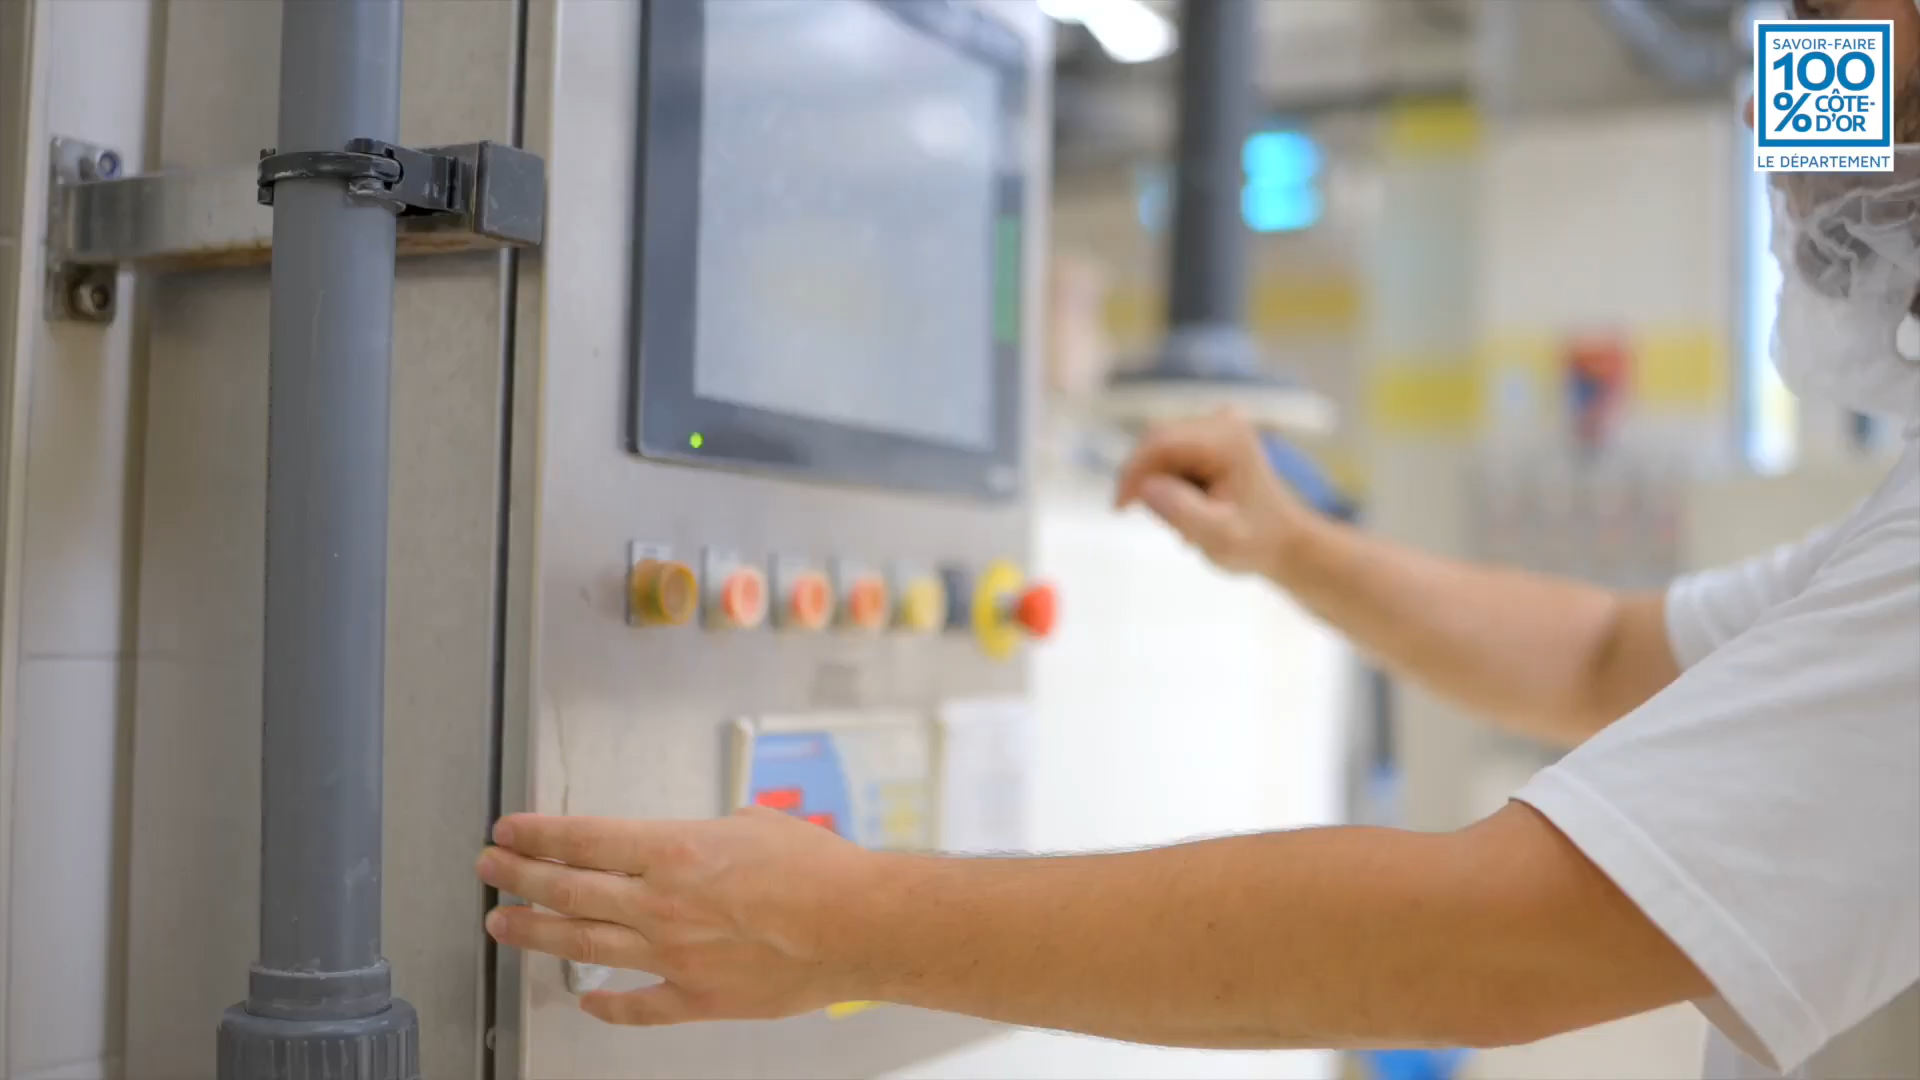 SAVOIR-FAIRE
100
% CÔTE-
D'OR
LE DÉPARTEMENT